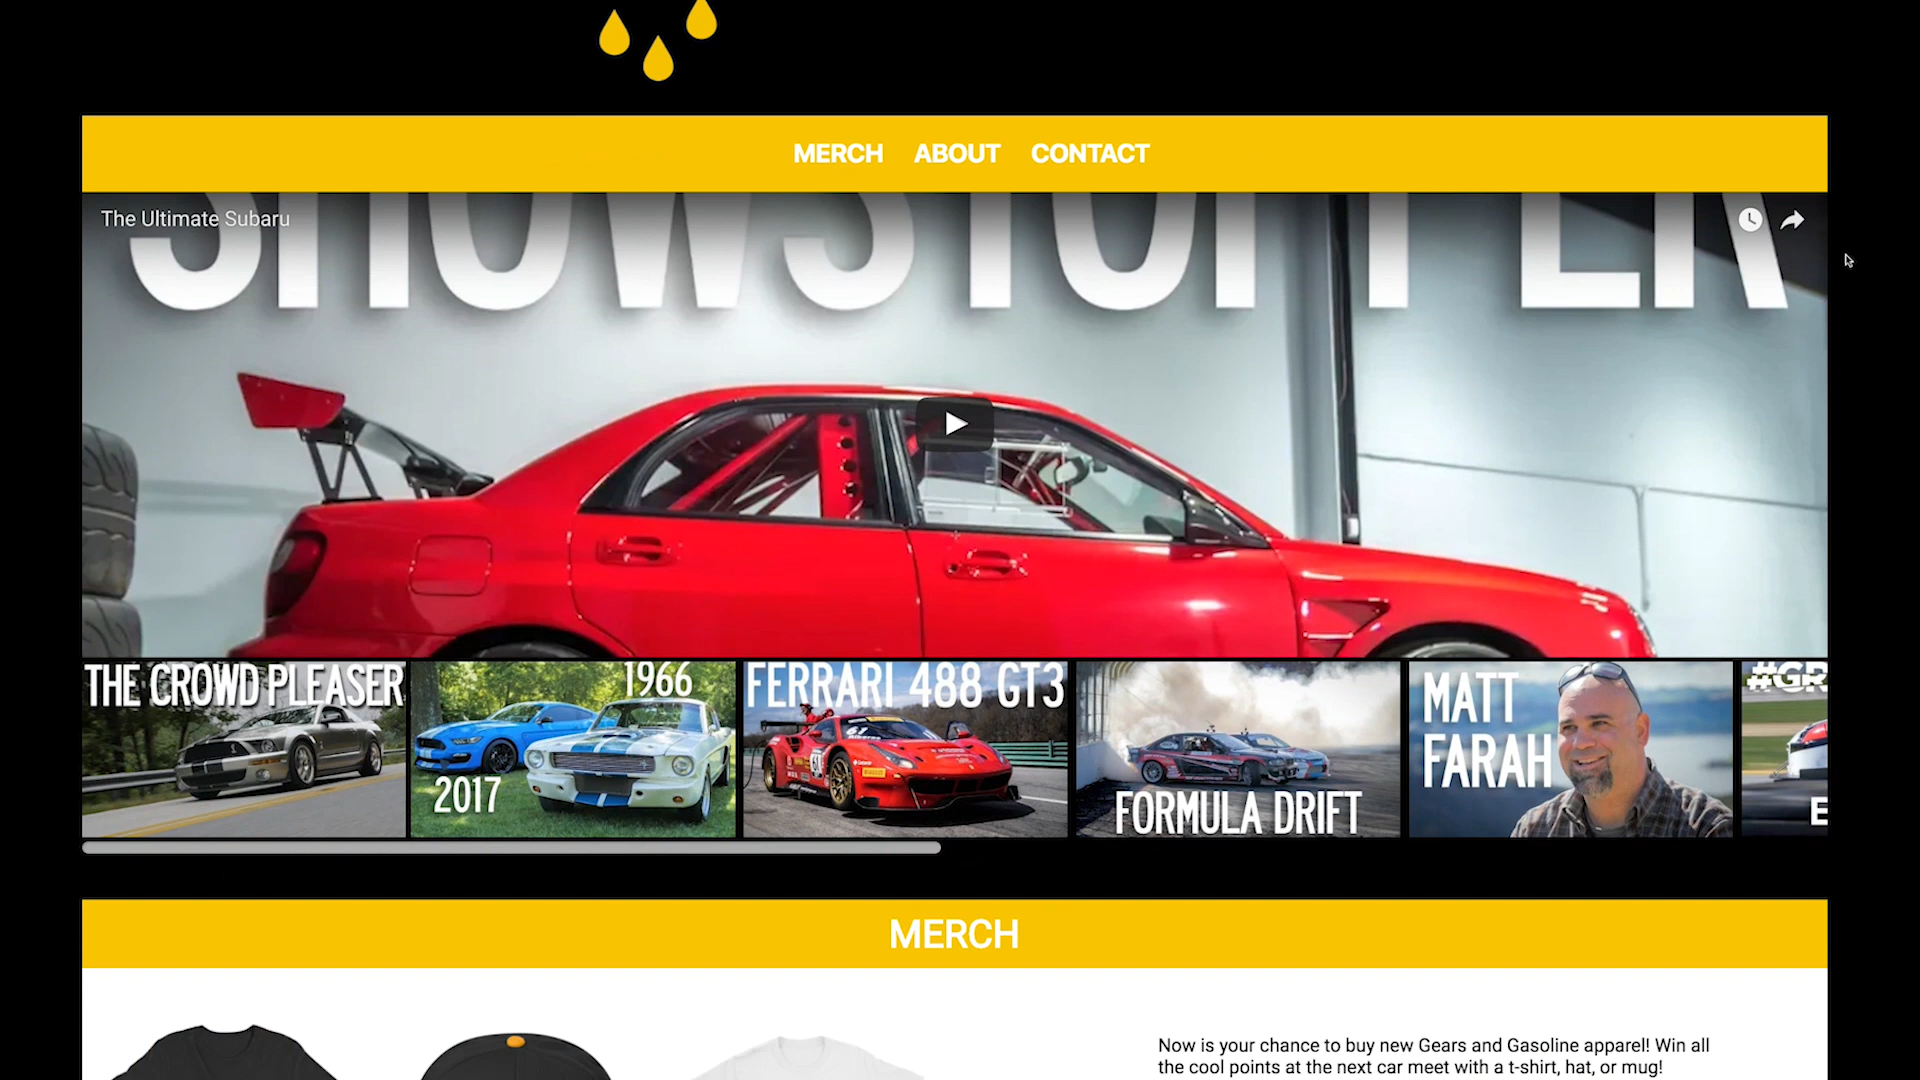 MERCH ABOUT CONTACT
The Ultimate Subaru
SHOWSTOPPER
THE CROWD PLEASER
1966
2017
FERRARI 488 GT3
61
FORMULA DRIFT
MATT
FARAH
#GR
E
MERCH
Now is your chance to buy new Gears and Gasoline apparel! Win all
the cool points at the next car meet with a t-shirt, hat, or mug!